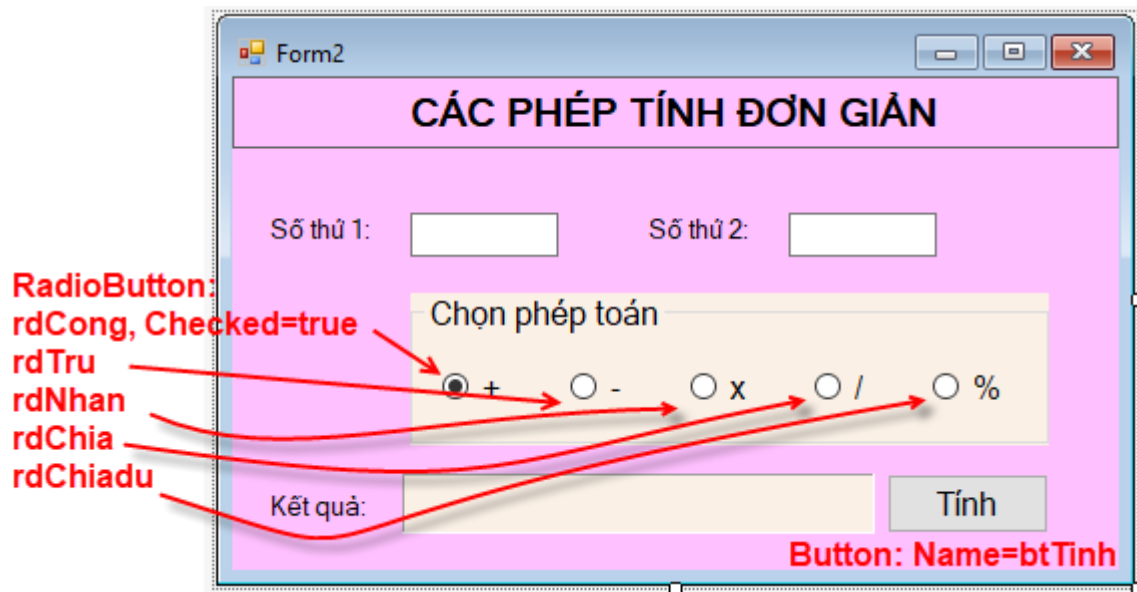 Form2
CÁC PHÉP TÍNH ĐƠN GIẢN
Số thứ 1:
Số thứ 2:
RadioButton:
rdCong, Checked=true
rdTru
rdNhan
rdChia
rdChiadu
Chọn phép toán
+ - x / %
Kết quả:
Tính
Button: Name=btTinh